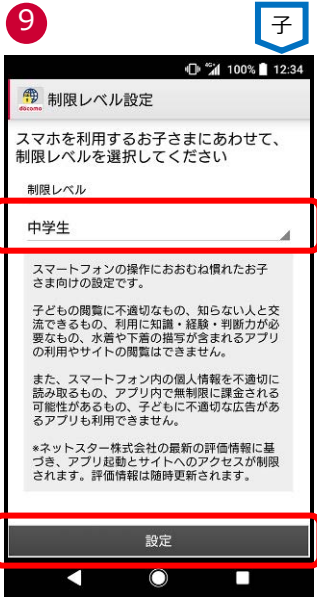 9
子
4G 100% 12:34
docomo
制限レベル設定
スマホを利用するお子さまにあわせて、
制限レベルを選択してください
制限レベル
中学生
スマートフォンの操作におおむね慣れたお子
さま向けの設定です。
子どもの閲覧に不適切なもの、知らない人と交
流できるもの、利用に知識・経験・判断力が必
要なもの、水着や下着の描写が含まれるアプリ
の利用やサイトの閲覧はできません。
また、スマートフォン内の個人情報を不適切に
読み取るもの、アプリ内で無制限に課金される
可能性があるもの、子どもに不適切な広告があ
るアプリも利用できません。
*ネットスター株式会社の最新の評価情報に基
づき、アプリ起動とサイトへのアクセスが制限
されます。評価情報は随時更新されます。
設定